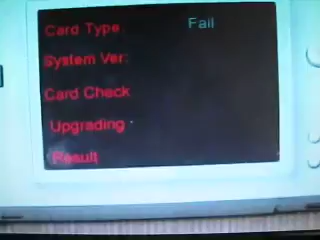 Card Type Fail
System Ver:
Card Check
Upgrading
Result